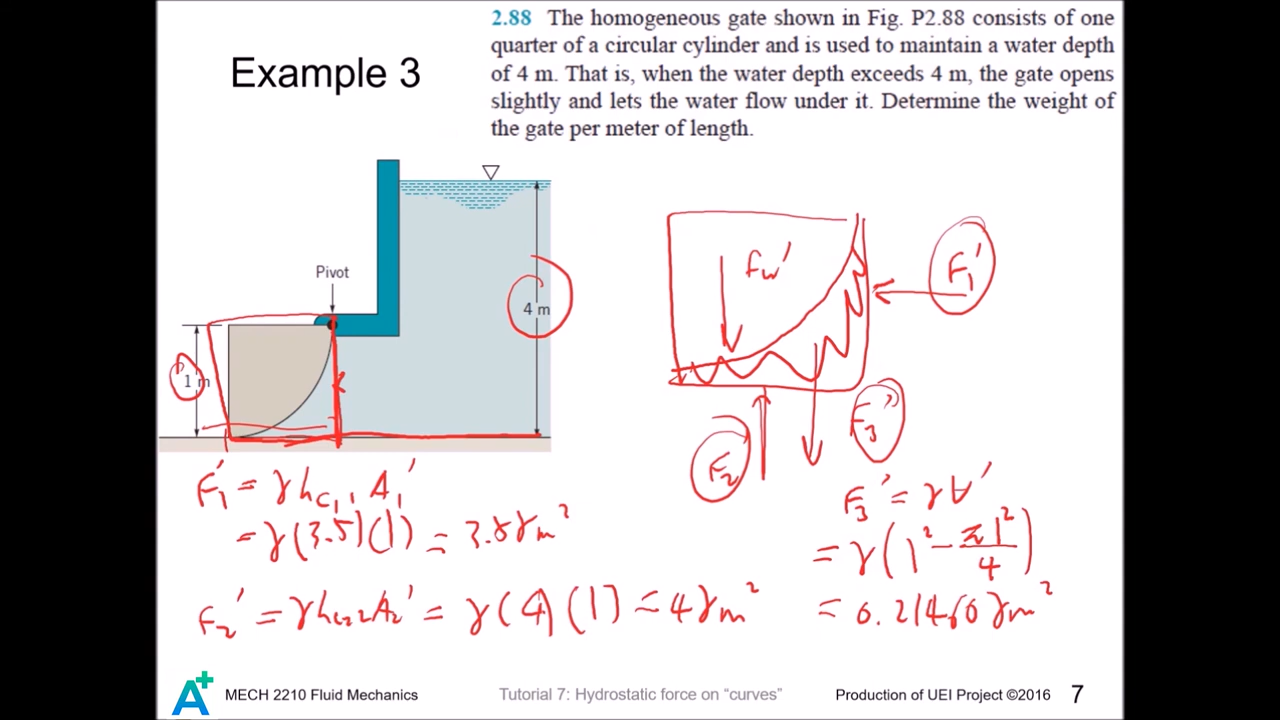 2.88 The homogeneous gate shown in Fig. P2.88 consists of one
quarter of a circular cylinder and is used to maintain a water depth
of 4 m. That is, when the water depth exceeds 4 m, the gate opens
slightly and lets the water flow under it. Determine the weight of
the gate per meter of length.
Example 3
Pivot
4 m
1 m
Fw'
F1'
F2'
F3'
F1' = γ hc1, A1'
= γ(3.5)(1) = 3.5γm²
F2' = γhc2A2' = γ(4)(1) = 4γm²
F3' = γV'
= γ(1² - π1²/4)
= 0.21460γm²
A+
MECH 2210 Fluid Mechanics
Tutorial 7: Hydrostatic force on “curves”
Production of UEI Project ©2016
7